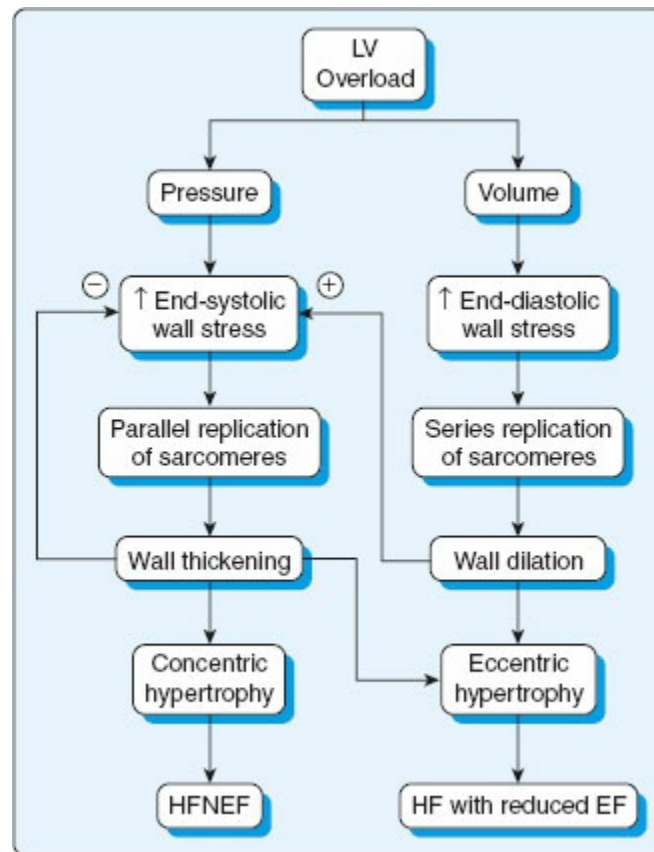 LV
Overload
Pressure
Volume
−
↑ End-systolic
wall stress
+
↑ End-diastolic
wall stress
Parallel replication
of sarcomeres
Series replication
of sarcomeres
Wall thickening
Wall dilation
Concentric
hypertrophy
Eccentric
hypertrophy
HFNEF
HF with reduced EF